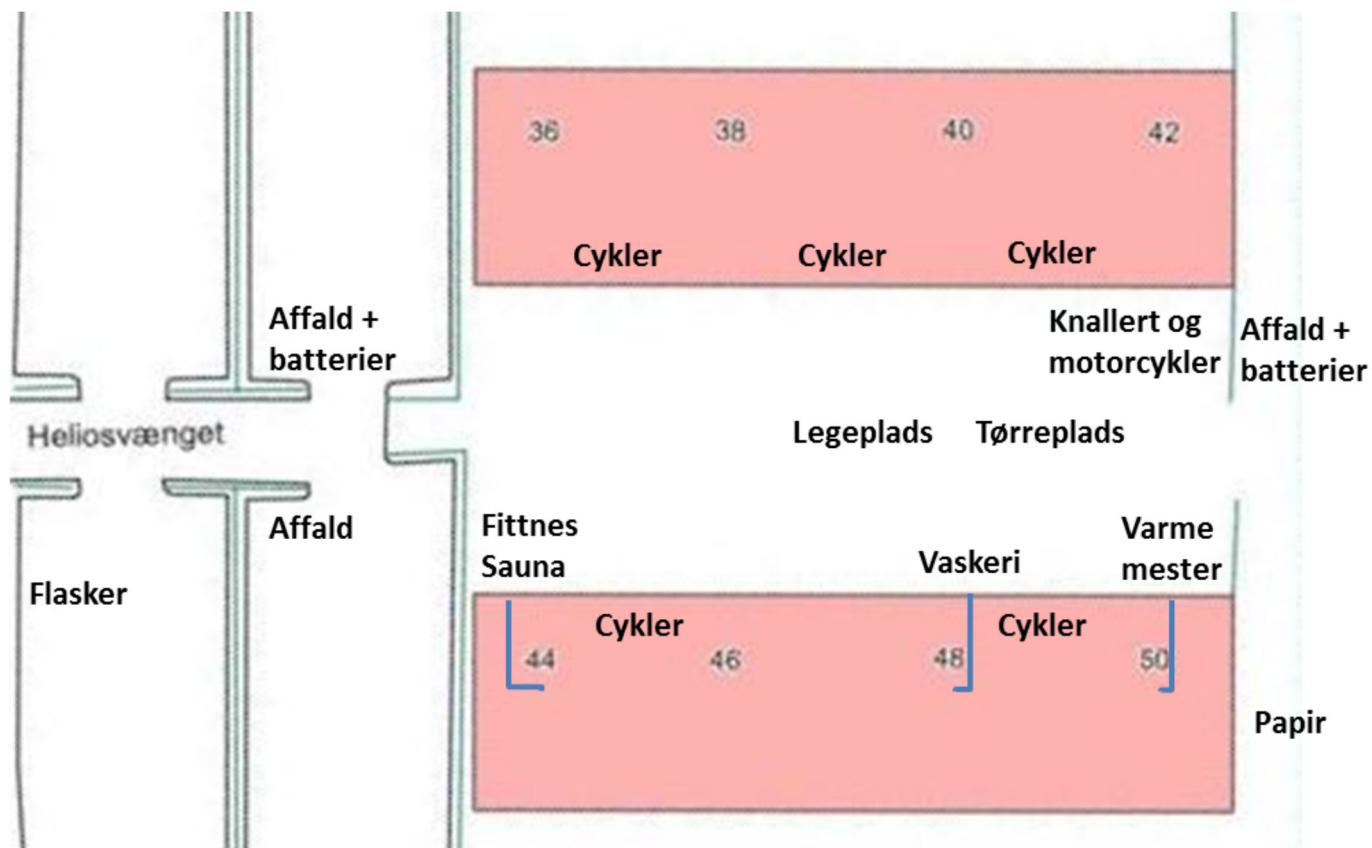 36 38 40 42
Cykler Cykler Cykler
Affald +
batterier
Knallert og
motorcykler
Affald +
batterier
Heliosvænget
Legeplads Tørreplads
Affald
Flasker
Fittnes
Sauna
Vaskeri
Varme
mester
Cykler Cykler
44 46 48 50
Papir